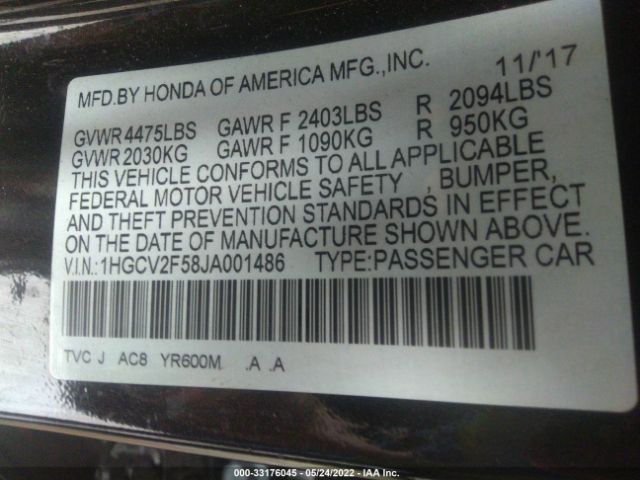 MFD.BY HONDA OF AMERICA MFG.,INC. 11/'17
GVWR 4475LBS GAWR F 2403LBS R 2094LBS
GVWR 2030KG GAWR F 1090KG R 950KG
THIS VEHICLE CONFORMS TO ALL APPLICABLE
FEDERAL MOTOR VEHICLE SAFETY , BUMPER,
AND THEFT PREVENTION STANDARDS IN EFFECT
ON THE DATE OF MANUFACTURE SHOWN ABOVE.
V.I.N.:1HGCV2F58JA001486 TYPE:PASSENGER CAR
TVC J AC8 YR600M .A .A
000-33176045 - 05/24/2022 - IAA Inc.